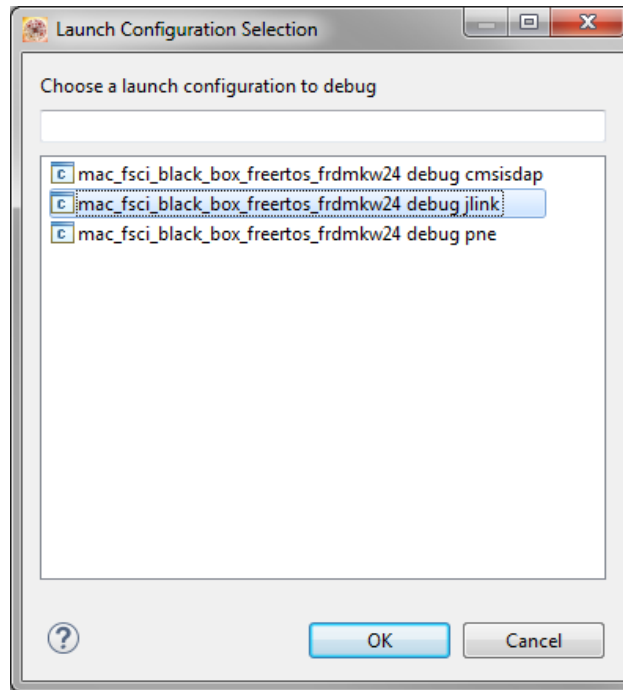 Launch Configuration Selection
Choose a launch configuration to debug
mac_fsci_black_box_freertos_frdmkw24 debug cmsisdap
mac_fsci_black_box_freertos_frdmkw24 debug jlink
mac_fsci_black_box_freertos_frdmkw24 debug pne
OK Cancel